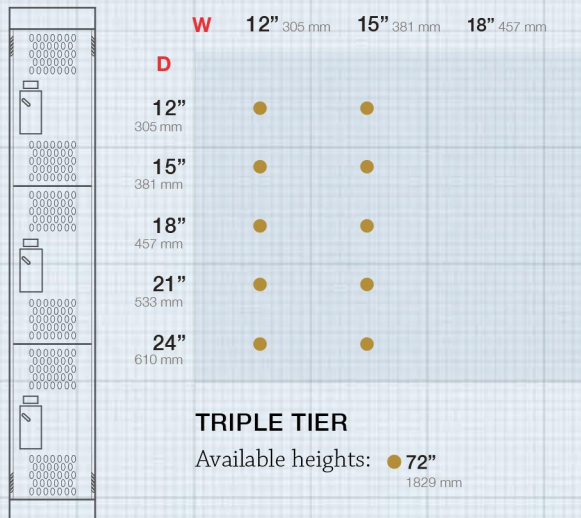 W 12” 305 mm 15” 381 mm 18” 457 mm
D
12”
305 mm
15”
381 mm
18”
457 mm
21”
533 mm
24”
610 mm
TRIPLE TIER
Available heights: 72”
1829 mm